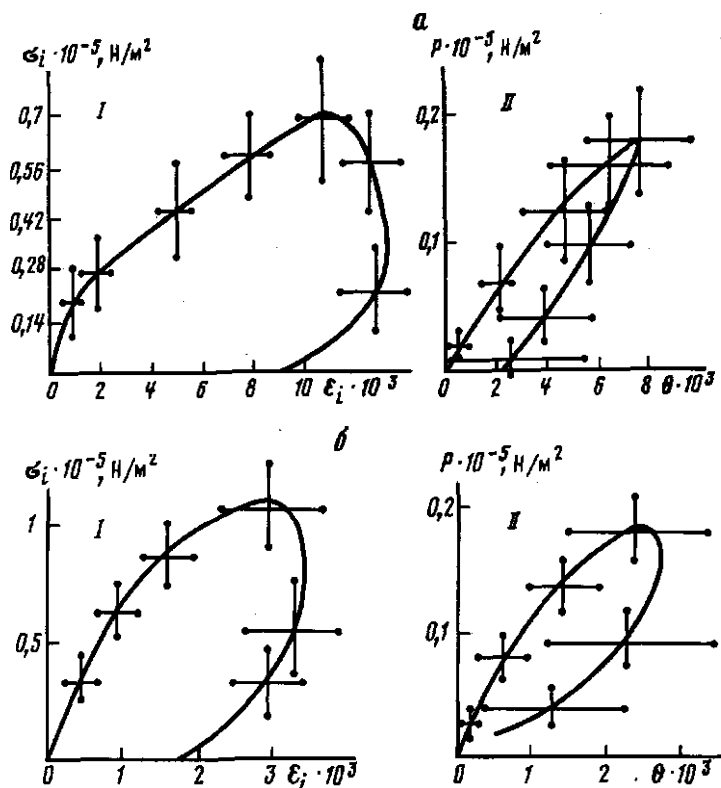 а
σᵢ · 10⁻⁵, Н/м²
I
0,7
0,56
0,42
0,28
0,14
0 2 4 6 8 10 εᵢ · 10³
P · 10⁻⁵, Н/м²
II
0,2
0,1
0 2 4 6 8 θ · 10³
б
σᵢ · 10⁻⁵, Н/м²
I
1
0,5
0 1 2 3 εᵢ · 10³
P · 10⁻⁵, Н/м²
II
0,2
0,1
0 1 2 θ · 10³